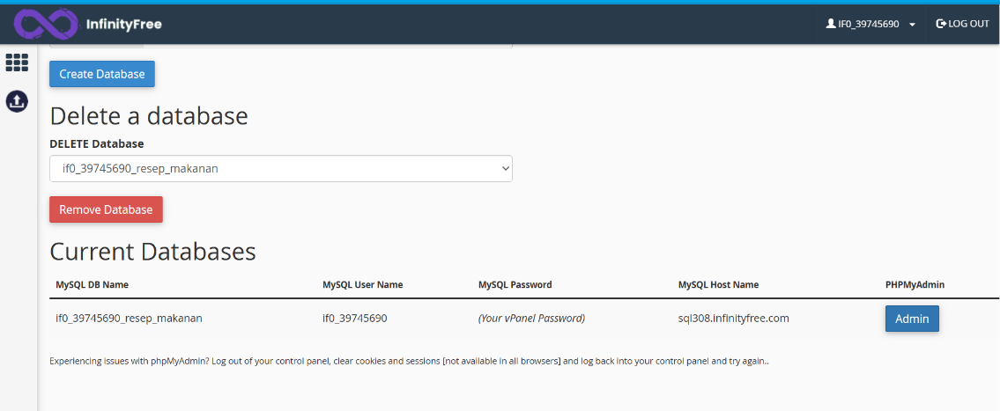 InfinityFree
IF0_39745690
LOG OUT
Create Database
Delete a database
DELETE Database
if0_39745690_resep_makanan
Remove Database
Current Databases
MySQL DB Name MySQL User Name MySQL Password MySQL Host Name PHPMyAdmin
if0_39745690_resep_makanan if0_39745690 (Your vPanel Password) sql308.infinityfree.com Admin
Experiencing issues with phpMyAdmin? Log out of your control panel, clear cookies and sessions [not available in all browsers] and log back into your control panel and try again..